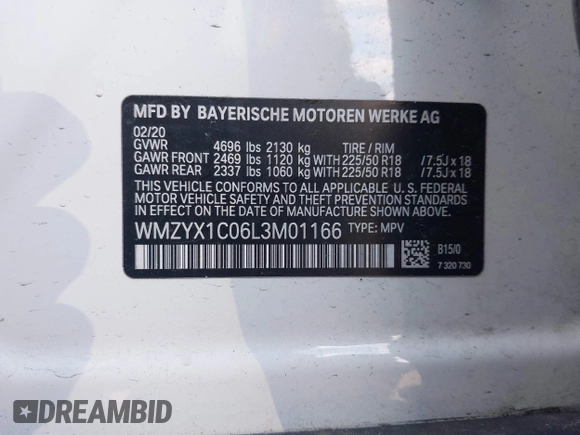 MFD BY BAYERISCHE MOTOREN WERKE AG
02/20
GVWR 4696 lbs 2130 kg TIRE / RIM
GAWR FRONT 2469 lbs 1120 kg WITH 225/50 R18 / 7.5J x 18
GAWR REAR 2337 lbs 1060 kg WITH 225/50 R18 / 7.5J x 18
THIS VEHICLE CONFORMS TO ALL APPLICABLE U. S. FEDERAL
MOTOR VEHICLE SAFETY, BUMPER, AND THEFT PREVENTION
STANDARDS IN EFFECT ON THE DATE OF MANUFACTURE SHOWN ABOVE.
WMZYX1C06L3M01166 TYPE: MPV
B15/0
7 320 730
DREAMBID